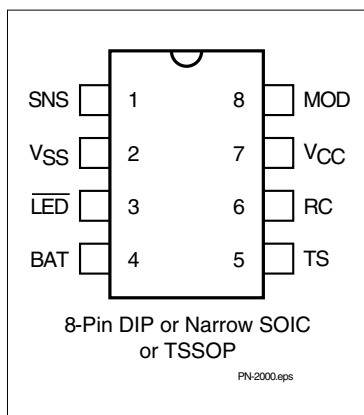 SNS 1 8 MOD
VSS 2 7 VCC
LED 3 6 RC
BAT 4 5 TS
8-Pin DIP or Narrow SOIC
or TSSOP
PN-2000.eps